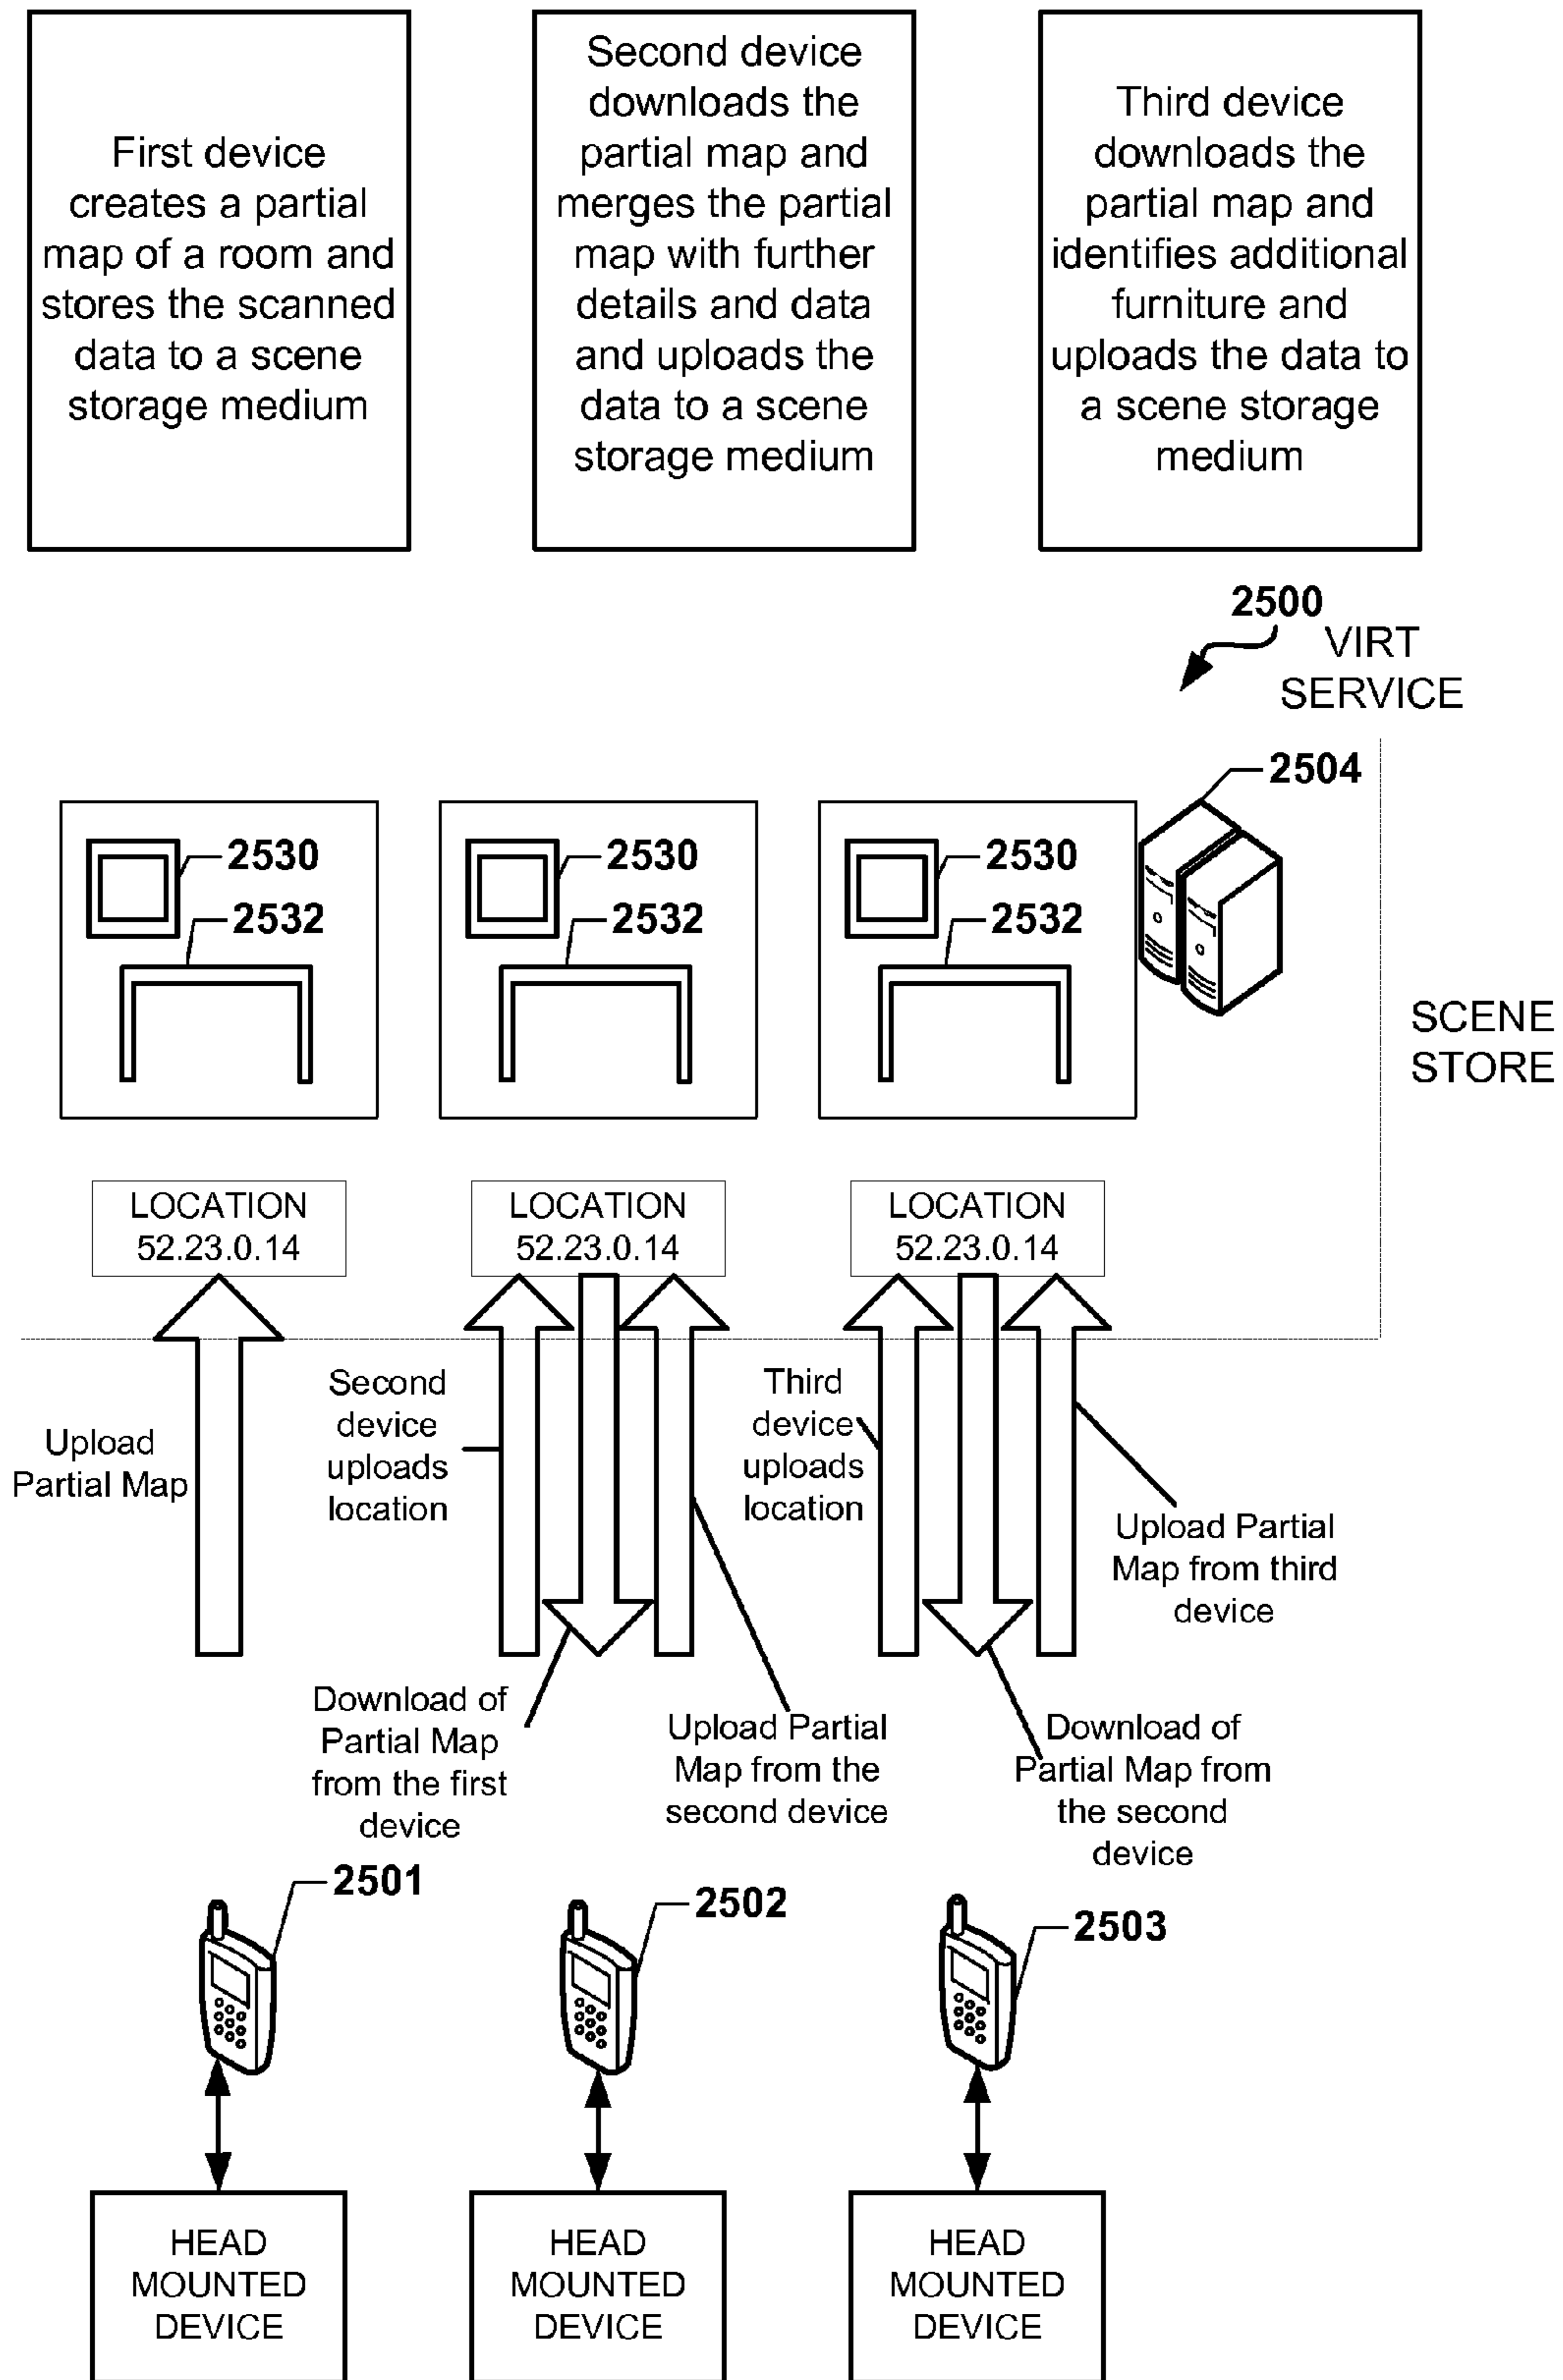 First device
creates a partial
map of a room and
stores the scanned
data to a scene
storage medium
Second device
downloads the
partial map and
merges the partial
map with further
details and data
and uploads the
data to a scene
storage medium
Third device
downloads the
partial map and
identifies additional
furniture and
uploads the data to
a scene storage
medium
2500
VIRT
SERVICE
2504
2530
2532
2530
2532
2530
2532
SCENE
STORE
LOCATION
52.23.0.14
LOCATION
52.23.0.14
LOCATION
52.23.0.14
Upload
Partial Map
Second
device
uploads
location
Third
device
uploads
location
Upload Partial
Map from third
device
Download of
Partial Map
from the first
device
Upload Partial
Map from the
second device
Download of
Partial Map from
the second
device
2501
2502
2503
HEAD
MOUNTED
DEVICE
HEAD
MOUNTED
DEVICE
HEAD
MOUNTED
DEVICE